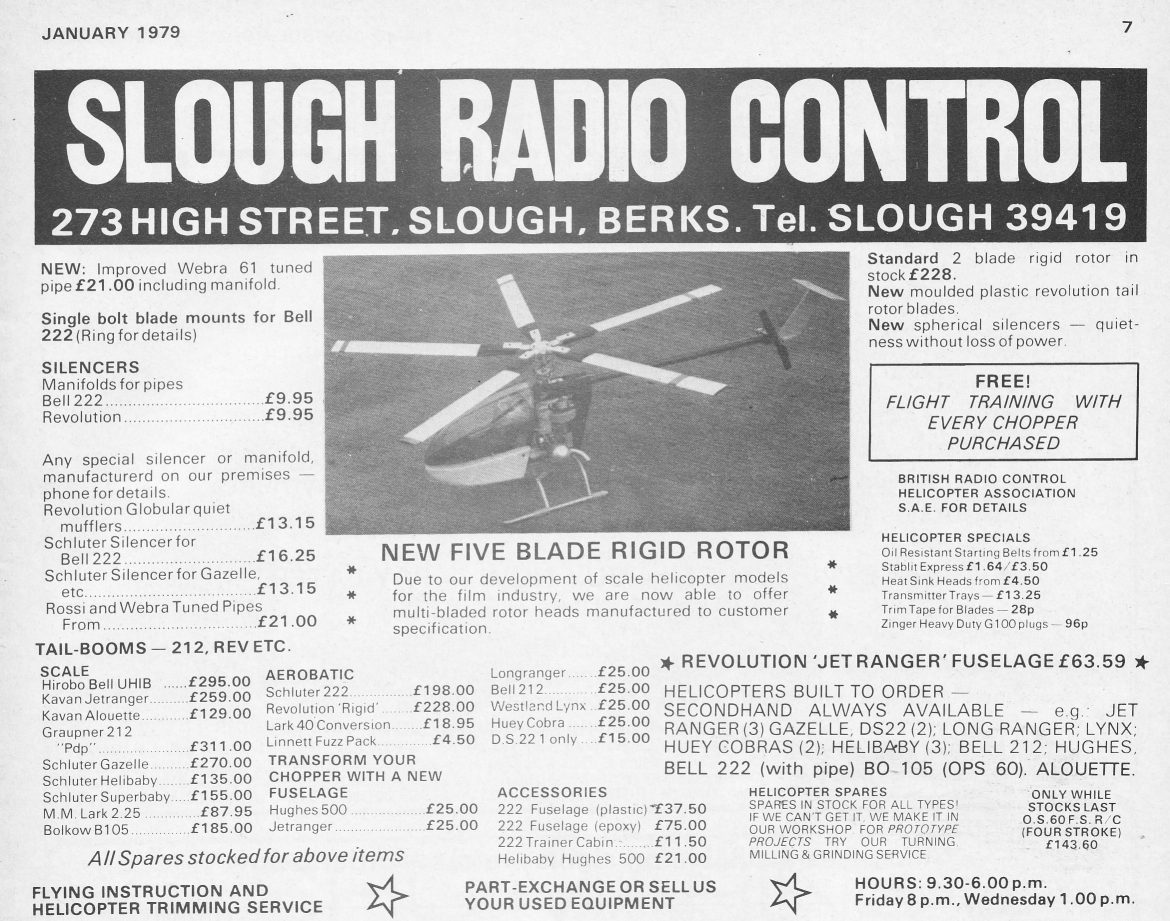 JANUARY 1979
7
SLOUGH RADIO CONTROL
273 HIGH STREET, SLOUGH, BERKS. Tel. SLOUGH 39419
NEW: Improved Webra 61 tuned
pipe £21.00 including manifold.
Single bolt blade mounts for Bell
222 (Ring for details)
SILENCERS
Manifolds for pipes
Bell 222 ............................ £9.95
Revolution ........................ £9.95
Any special silencer or manifold,
manufacturerd on our premises —
phone for details.
Revolution Globular quiet
mufflers ........................... £13.15
Schluter Silencer for
Bell 222 ........................... £16.25
Schluter Silencer for Gazelle,
etc. ................................ £13.15
Rossi and Webra Tuned Pipes
From ............................... £21.00
NEW FIVE BLADE RIGID ROTOR
* Due to our development of scale helicopter models *
* for the film industry, we are now able to offer *
* multi-bladed rotor heads manufactured to customer *
specification.
Standard 2 blade rigid rotor in
stock £228.
New moulded plastic revolution tail
rotor blades.
New spherical silencers — quiet-
ness without loss of power.
FREE!
FLIGHT TRAINING WITH
EVERY CHOPPER
PURCHASED
BRITISH RADIO CONTROL
HELICOPTER ASSOCIATION
S.A.E. FOR DETAILS
HELICOPTER SPECIALS
Oil Resistant Starting Belts from £1.25
Stablit Express £1.64/£3.50
Heat Sink Heads from £4.50
Transmitter Trays — £13.25
Trim Tape for Blades — 28p
Zinger Heavy Duty G100 plugs — 96p
TAIL-BOOMS — 212, REV ETC.
SCALE
Hirobo Bell UHIB ...... £295.00
Kavan Jetranger ......... £259.00
Kavan Alouette .......... £129.00
Graupner 212
"Pdp" ..................... £311.00
Schluter Gazelle ......... £270.00
Schluter Helibaby ....... £135.00
Schluter Superbaby ..... £155.00
M.M. Lark 2.25 ........... £87.95
Bolkow B105 .............. £185.00
All Spares stocked for above items
AEROBATIC
Schluter 222 ............... £198.00
Revolution 'Rigid' ....... £228.00
Lark 40 Conversion ...... £18.95
Linnett Fuzz Pack ......... £4.50
TRANSFORM YOUR
CHOPPER WITH A NEW
FUSELAGE
Hughes 500 ............... £25.00
Jetranger .................. £25.00
Longranger ....... £25.00
Bell 212 ........... £25.00
Westland Lynx .. £25.00
Huey Cobra ...... £25.00
D.S.22 1 only .... £15.00
ACCESSORIES
222 Fuselage (plastic) £37.50
222 Fuselage (epoxy) £75.00
222 Trainer Cabin ....... £11.50
Helibaby Hughes 500 £21.00
★ REVOLUTION 'JET RANGER' FUSELAGE £63.59 ★
HELICOPTERS BUILT TO ORDER —
SECONDHAND ALWAYS AVAILABLE — e.g.: JET
RANGER (3) GAZELLE, DS22 (2); LONG RANGER; LYNX;
HUEY COBRAS (2); HELIBABY (3); BELL 212; HUGHES,
BELL 222 (with pipe) BO-105 (OPS 60). ALOUETTE.
HELICOPTER SPARES
SPARES IN STOCK FOR ALL TYPES!
IF WE CAN'T GET IT, WE MAKE IT IN
OUR WORKSHOP. FOR PROTOTYPE
PROJECTS TRY OUR TURNING
MILLING & GRINDING SERVICE
ONLY WHILE
STOCKS LAST
O.S.60 F.S. R/C
(FOUR STROKE)
£143.60
FLYING INSTRUCTION AND
HELICOPTER TRIMMING SERVICE
PART-EXCHANGE OR SELL US
YOUR USED EQUIPMENT
HOURS: 9.30-6.00 p.m.
Friday 8 p.m., Wednesday 1.00 p.m.